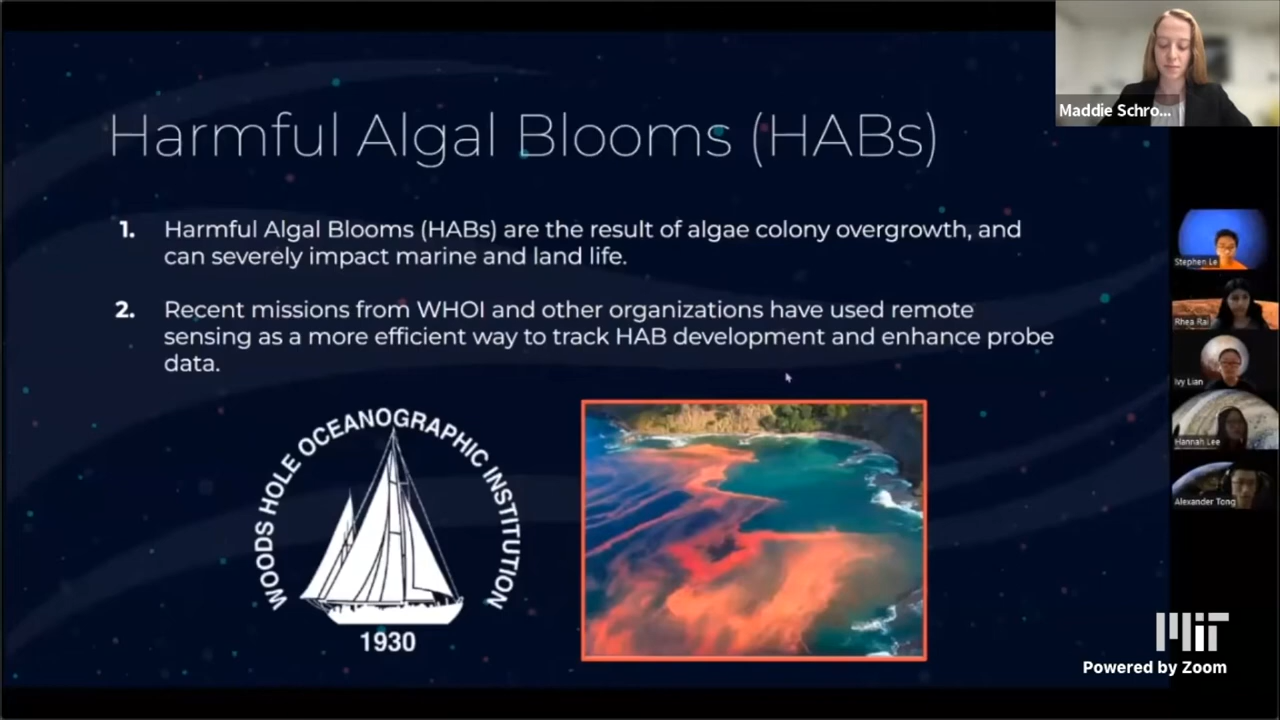 Harmful Algal Blooms (HABs)
1. Harmful Algal Blooms (HABs) are the result of algae colony overgrowth, and
can severely impact marine and land life.
2. Recent missions from WHOI and other organizations have used remote
sensing as a more efficient way to track HAB development and enhance probe
data.
WOODS HOLE OCEANOGRAPHIC INSTITUTION
1930
Maddie Schro...
Stephen Le
Rhea Rai
Ivy Lian
Hannah Lee
Alexander Tong
MIT
Powered by Zoom